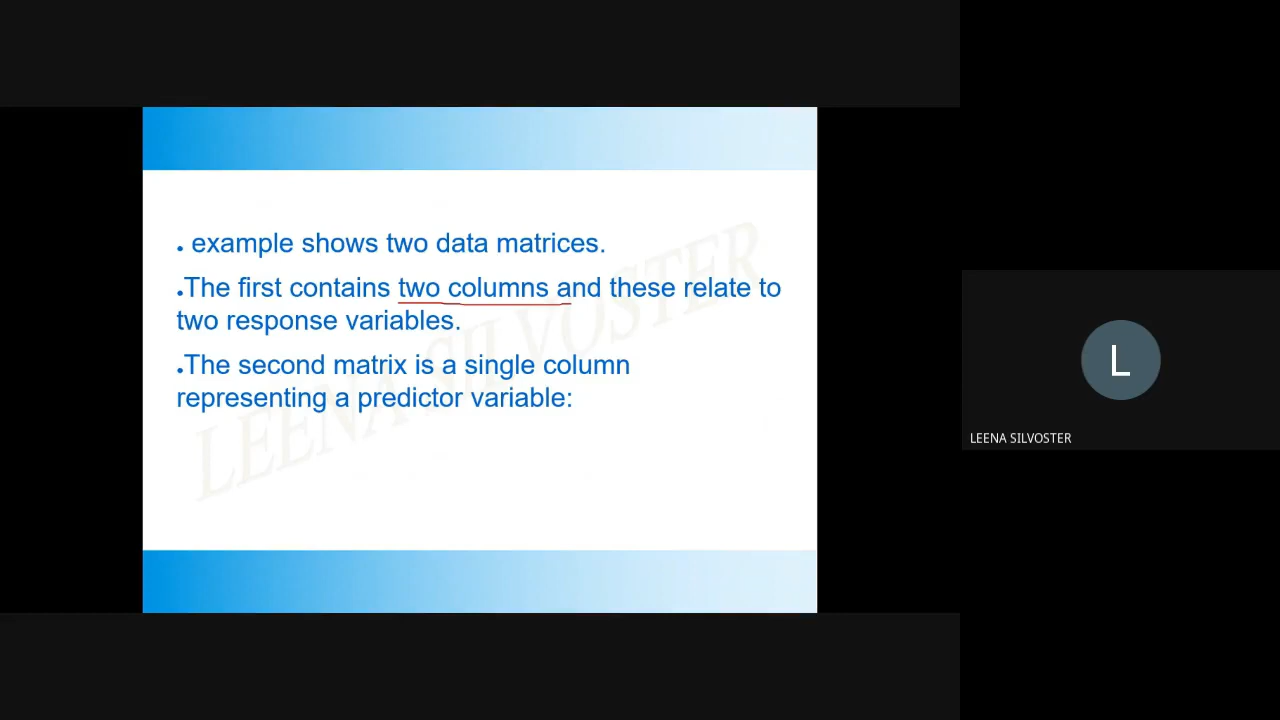 • example shows two data matrices.
•The first contains two columns and these relate to
two response variables.
•The second matrix is a single column
representing a predictor variable:
LEENA SILVOSTER
L
LEENA SILVOSTER